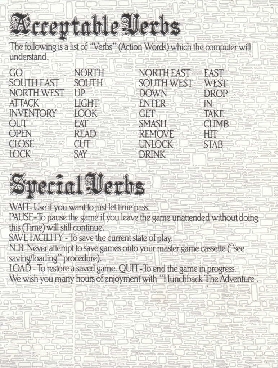 Acceptable Verbs
The following is a list of "Verbs" (Action Words) which the computer will
understand.
GO NORTH NORTH EAST EAST
SOUTH EAST SOUTH SOUTH WEST WEST
NORTH WEST UP DOWN DROP
ATTACK LIGHT ENTER IN
INVENTORY LOOK GET TAKE
OUT EAT SMASH CLIMB
OPEN READ REMOVE HIT
CLOSE CUT UNLOCK STAB
LOCK SAY DRINK
Special Verbs
WAIT- Use if you want to just let time pass.
PAUSE- To pause the game if you leave the game unattended without doing
this (Time) will still continue.
SAVE FACILITY - To save the current state of play.
N.B. Never attempt to save games onto your master game cassette ("see
saving/loading" procedure).
LOAD - To restore a saved game. QUIT - To end the game in progress.
We wish you many hours of enjoyment with "Hunchback The Adventure".